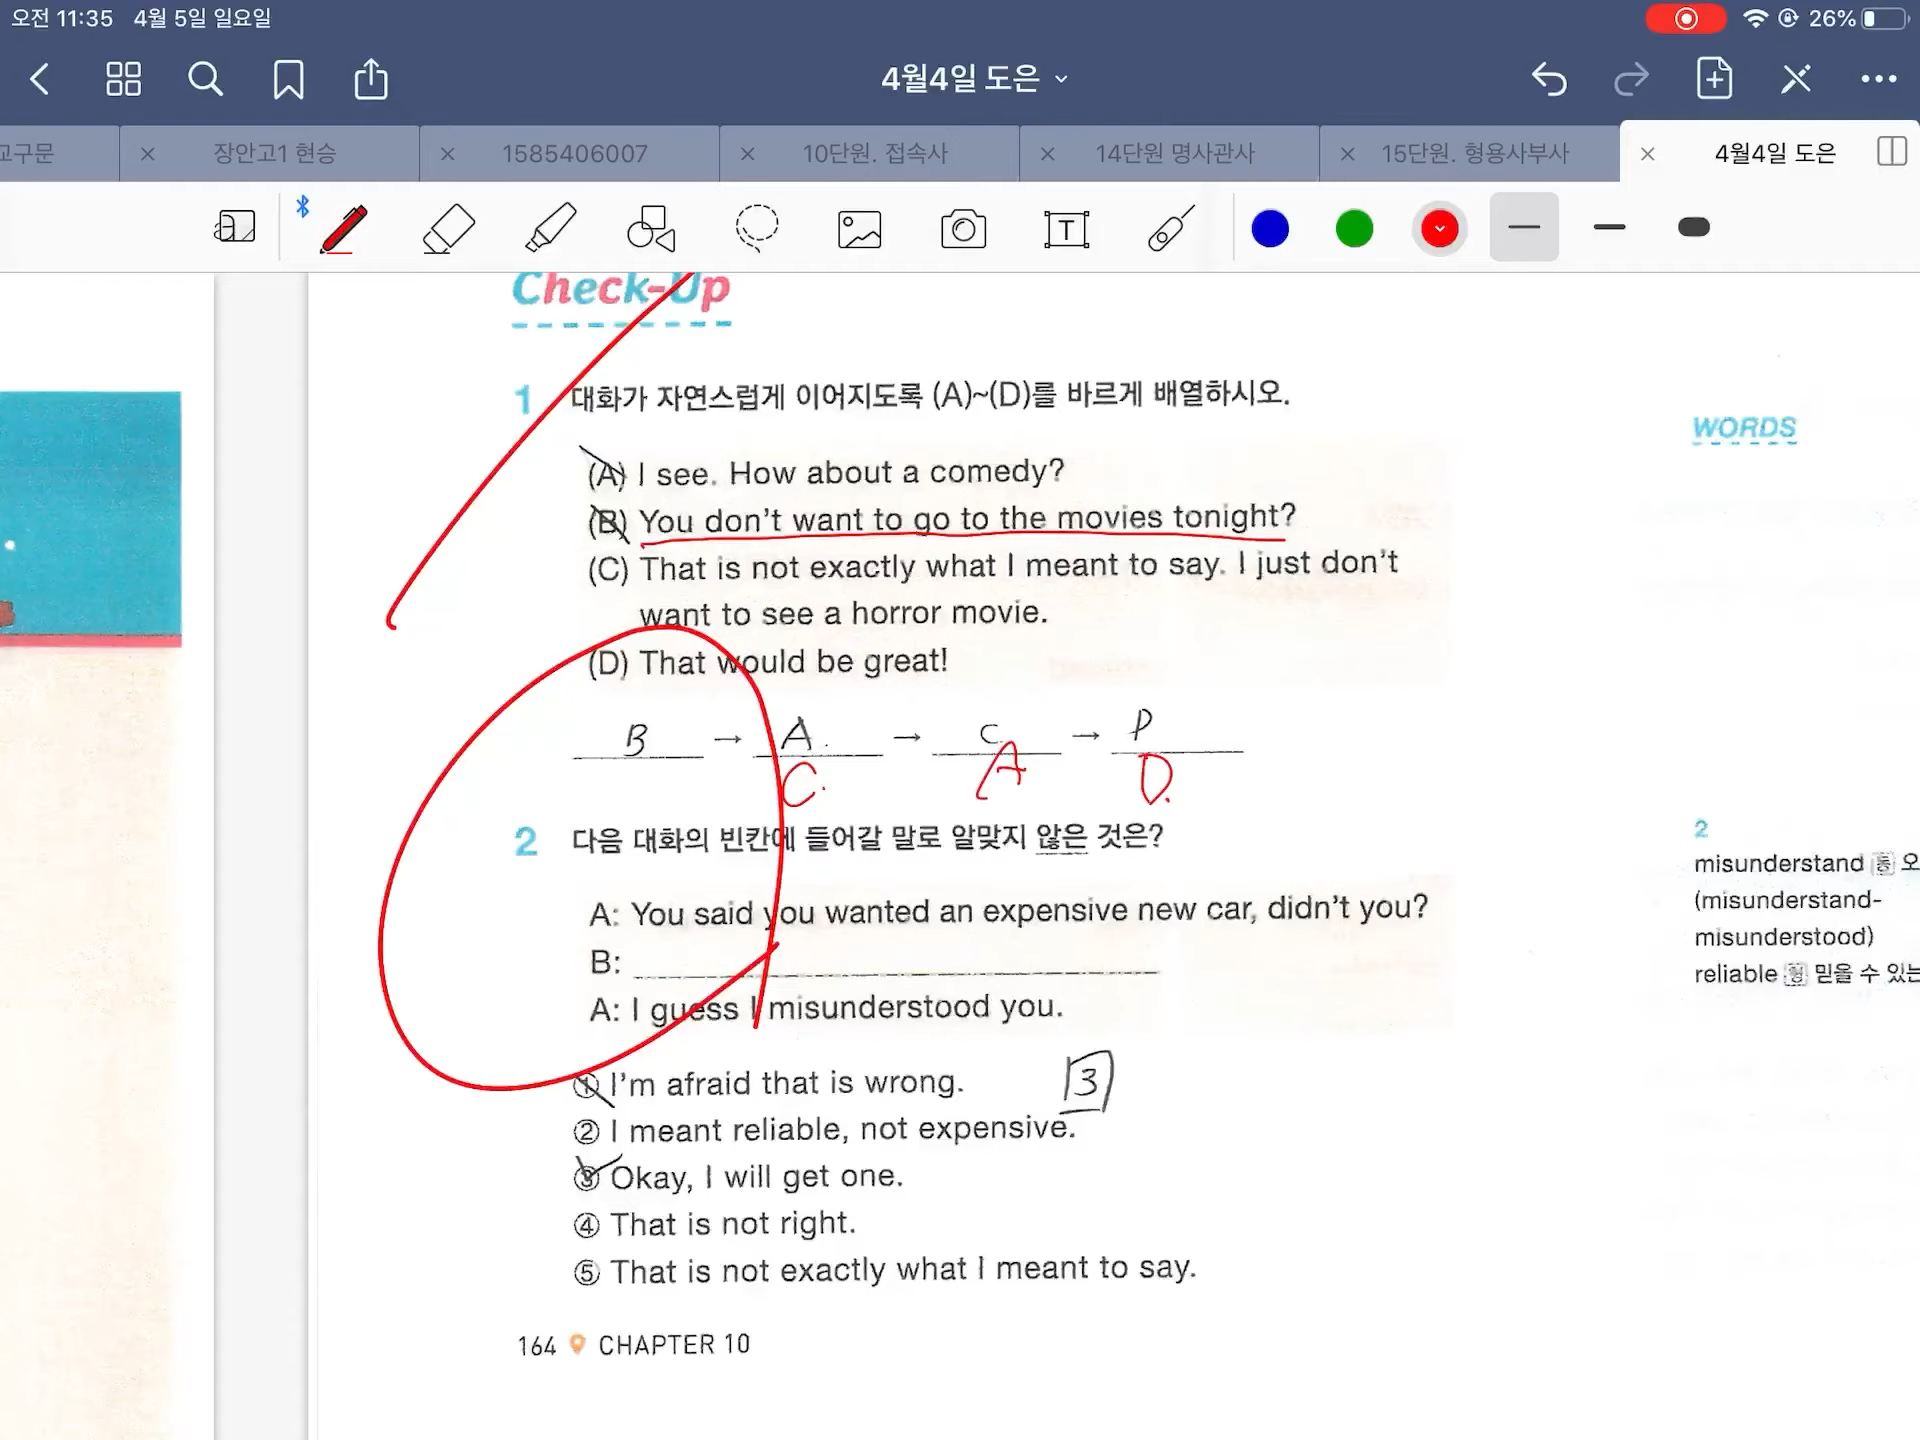 오전 11:35 4월 5일 일요일
26%
4월4일 도은
교구문
장안고1 현승
1585406007
10단원. 접속사
14단원 명사관사
15단원. 형용사부사
4월4일 도은
Check-Up
1 대화가 자연스럽게 이어지도록 (A)~(D)를 바르게 배열하시오.
(A) I see. How about a comedy?
(B) You don't want to go to the movies tonight?
(C) That is not exactly what I meant to say. I just don't
want to see a horror movie.
(D) That would be great!
B → A. → C → D
C. A D.
2 다음 대화의 빈칸에 들어갈 말로 알맞지 않은 것은?
A: You said you wanted an expensive new car, didn't you?
B:
A: I guess I misunderstood you.
① I'm afraid that is wrong.
3
② I meant reliable, not expensive.
③ Okay, I will get one.
④ That is not right.
⑤ That is not exactly what I meant to say.
164 CHAPTER 10
WORDS
2
misunderstand 동 오
(misunderstand-
misunderstood)
reliable 형 믿을 수 있는